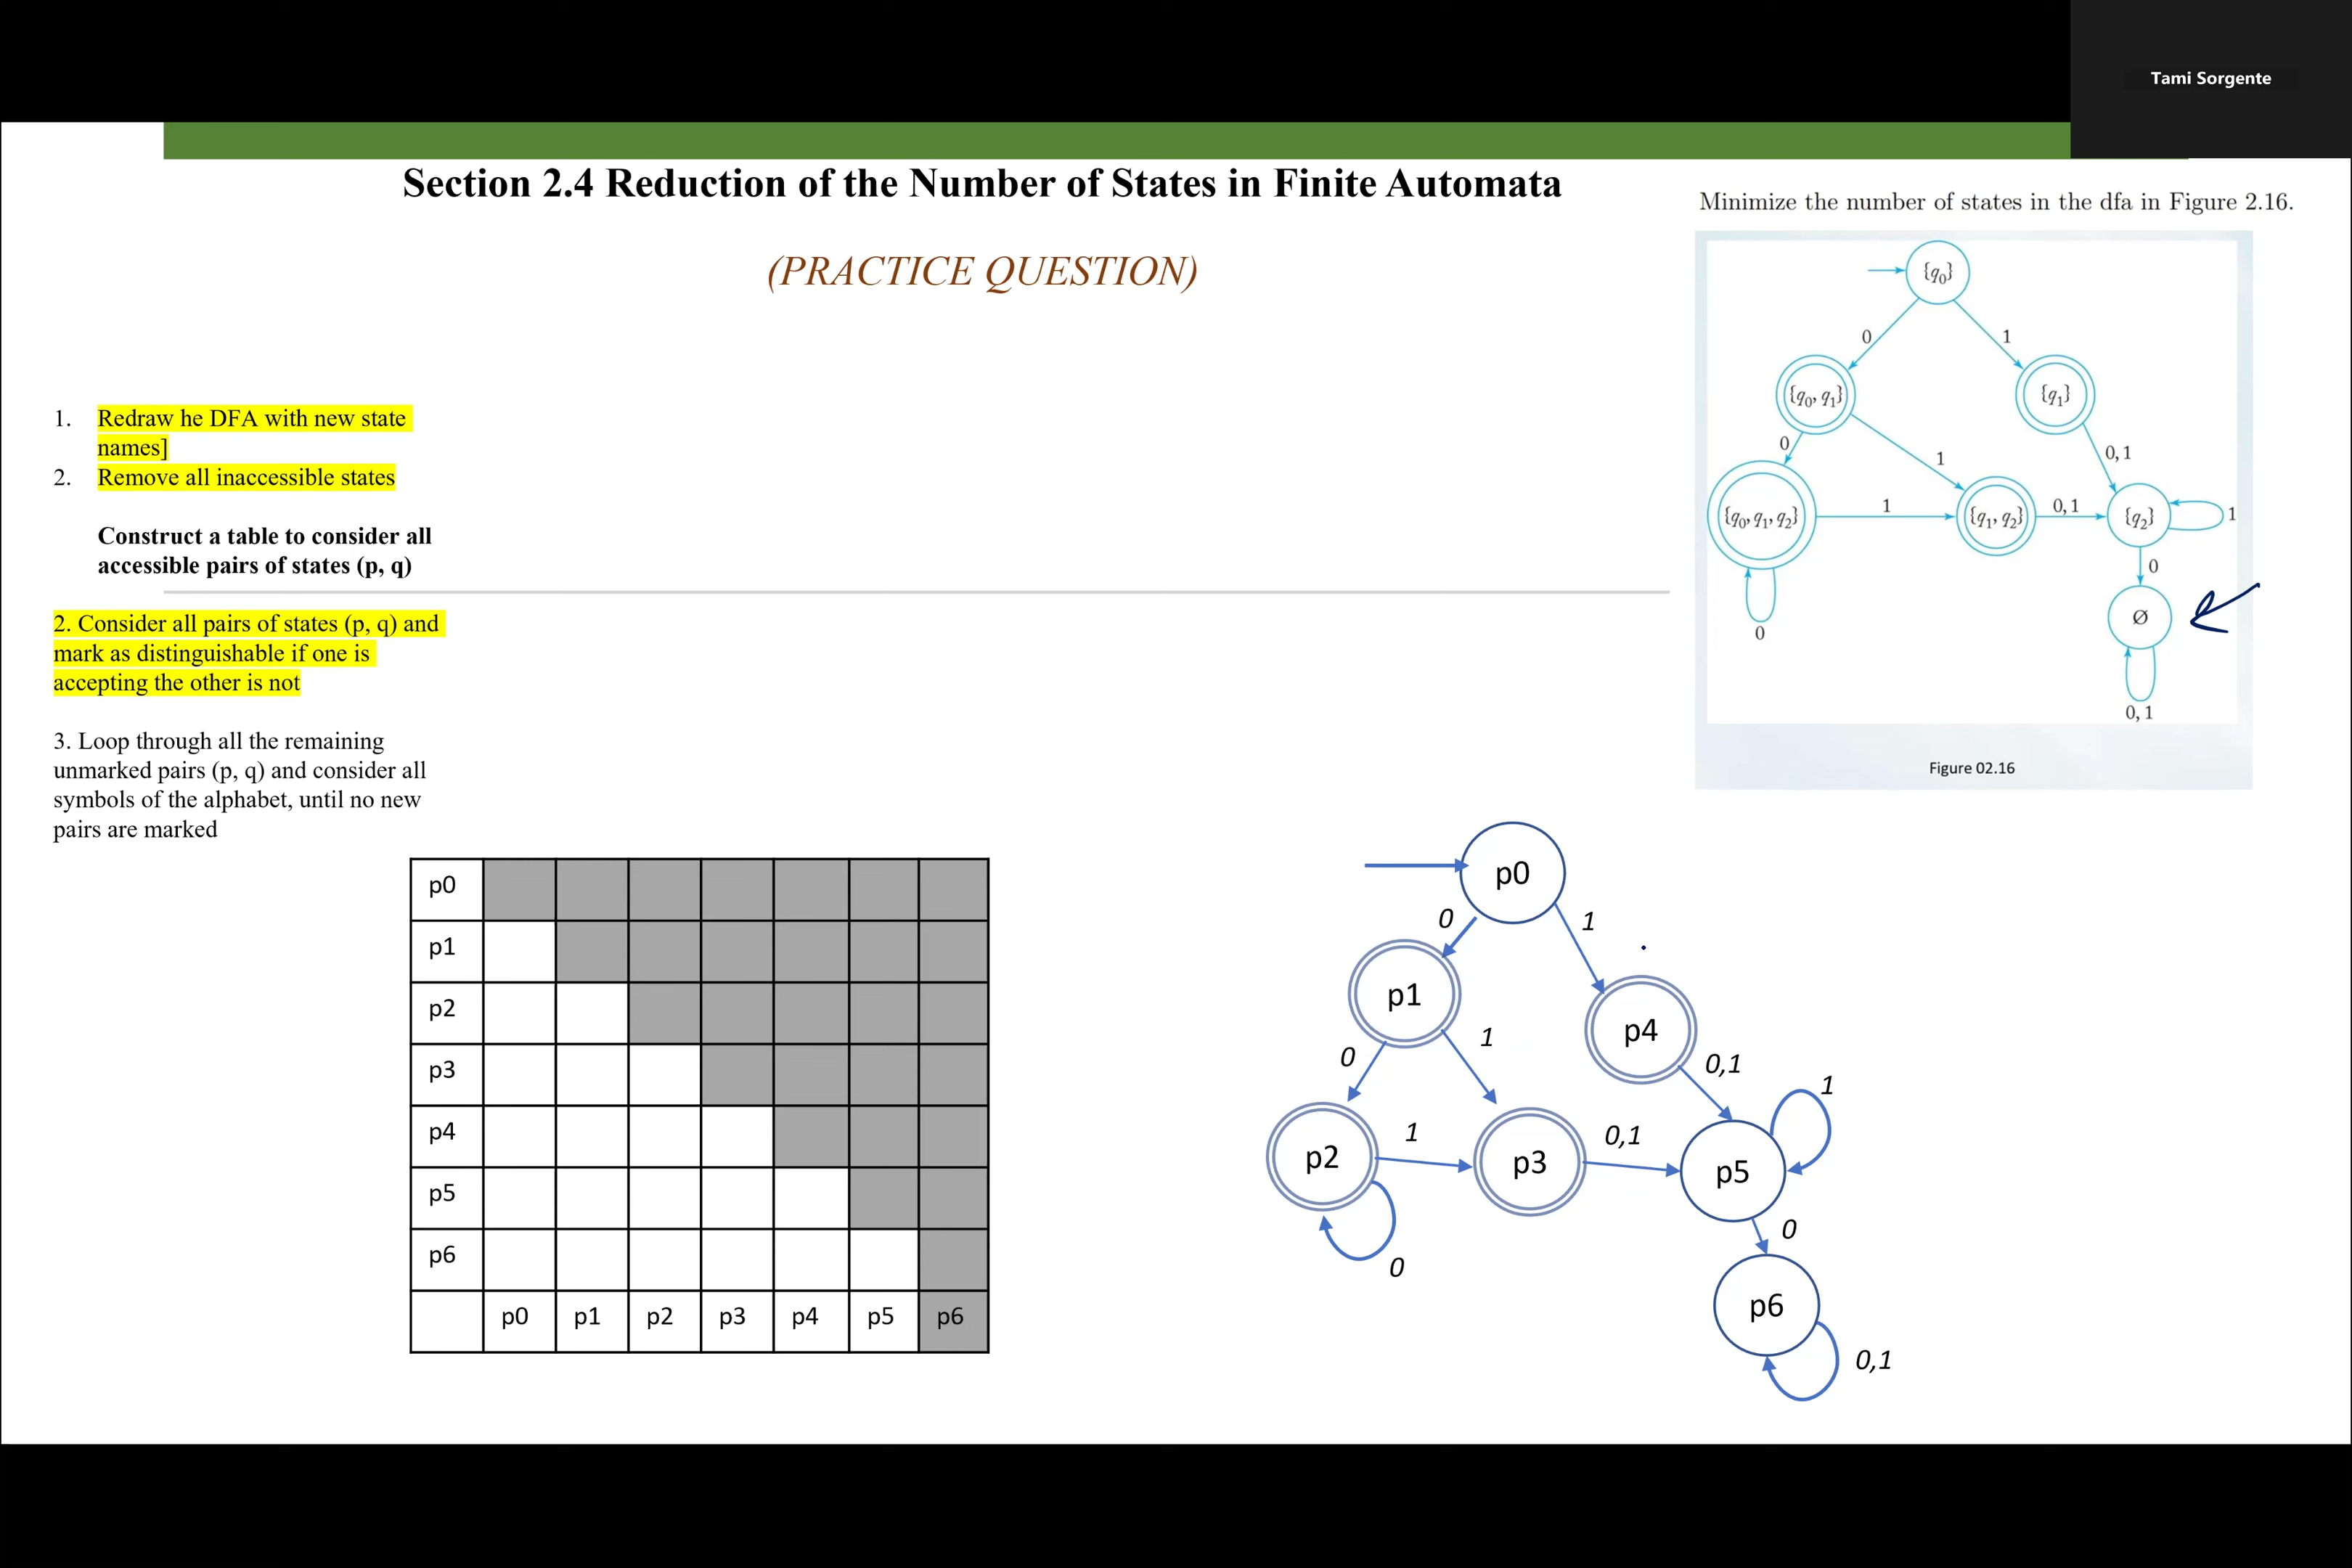 Tami Sorgente
Section 2.4 Reduction of the Number of States in Finite Automata
(PRACTICE QUESTION)
1. Redraw he DFA with new state
names]
2. Remove all inaccessible states
Construct a table to consider all
accessible pairs of states (p, q)
2. Consider all pairs of states (p, q) and
mark as distinguishable if one is
accepting the other is not
3. Loop through all the remaining
unmarked pairs (p, q) and consider all
symbols of the alphabet, until no new
pairs are marked
Minimize the number of states in the dfa in Figure 2.16.
{q0}
0 1
{q0, q1} {q1}
0 1 0, 1
{q0, q1, q2} 1 {q1, q2} 0, 1 {q2} 1
0
Ø
0
0, 1
Figure 02.16
p0
p1
p2
p3
p4
p5
p6
p0 p1 p2 p3 p4 p5 p6
p0
0 1
p1 p4
0 1 0,1
1
p2 1 p3 0,1 p5
0 0
p6
0,1